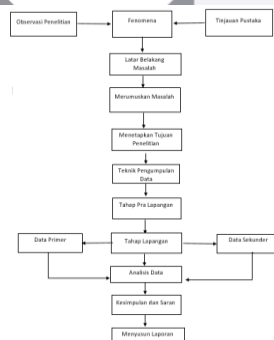 Observasi Penelitian
Fenomena
Tinjauan Pustaka
Latar Belakang
Masalah
Merumuskan Masalah
Menetapkan Tujuan
Penelitian
Teknik Pengumpulan
Data
Tahap Pra Lapangan
Data Primer
Tahap Lapangan
Data Sekunder
Analisis Data
Kesimpulan dan Saran
Menyusun Laporan